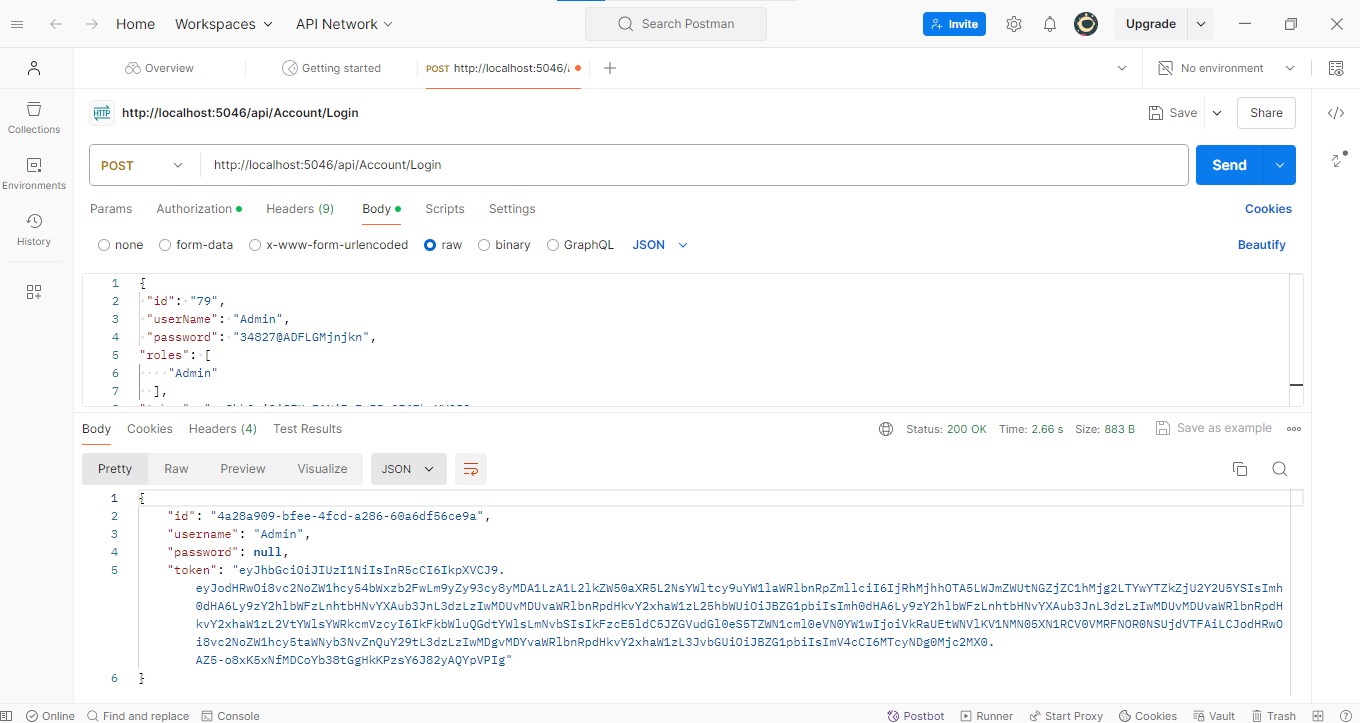 Home Workspaces API Network Search Postman Invite Upgrade
Overview Getting started POST http://localhost:5046/a No environment
HTTP http://localhost:5046/api/Account/Login Save Share
Collections
POST http://localhost:5046/api/Account/Login Send
Environments
Params Authorization Headers (9) Body Scripts Settings Cookies
History
none form-data x-www-form-urlencoded raw binary GraphQL JSON Beautify
1 {
2 "id": "79",
3 "userName": "Admin",
4 "password": "34827@ADFLGMjnjkn",
5 "roles": [
6 "Admin"
7 ],
Body Cookies Headers (4) Test Results Status: 200 OK Time: 2.66 s Size: 883 B Save as example
Pretty Raw Preview Visualize JSON
1 {
2 "id": "4a28a909-bfee-4fcd-a286-60a6df56ce9a",
3 "username": "Admin",
4 "password": null,
5 "token": "eyJhbGciOiJIUzI1NiIsInR5cCI6IkpXVCJ9.
eyJodHRwOi8vc2NoZW1hcy54bWxzb2FwLm9yZy93cy8yMDA1LzA1L2lkZW50aXR5L2NsYWltcy9uYW1laWRlbnRpZmllciI6IjRhMjhhOTA5LWJmZWUtNGZjZC1hMjg2LTYwYTZkZjU2Y2U5YSIsImh
0dHA6Ly9zY2hlbWFzLnhtbHNvYXAub3JnL3dzLzIwMDUvMDUvaWRlbnRpdHkvY2xhaW1zL25hbWUiOiJBZG1pbiIsImh0dHA6Ly9zY2hlbWFzLnhtbHNvYXAub3JnL3dzLzIwMDUvMDUvaWRlbnRpdH
kvY2xhaW1zL2VtYWlsYWRkcmVzcyI6IkFkbWluQGdtYWlsLmNvbSIsIkFzcE5ldC5JZGVudGl0eS5TZWN1cml0eVN0YW1wIjoiVkRaUEtWNVlKV1NMN05XN1RCV0VMRFNOR0NSUjdVTFAiLCJodHRwO
i8vc2NoZW1hcy5taWNyb3NvZnQuY29tL3dzLzIwMDgvMDYvaWRlbnRpdHkvY2xhaW1zL3JvbGUiOiJBZG1pbiIsImV4cCI6MTcyNDg0Mjc2MX0.
AZ5-o8xK5xNfMDCoYb38tGgHkKPzsY6J82yAQYpVPIg"
6 }
Online Find and replace Console Postbot Runner Start Proxy Cookies Vault Trash